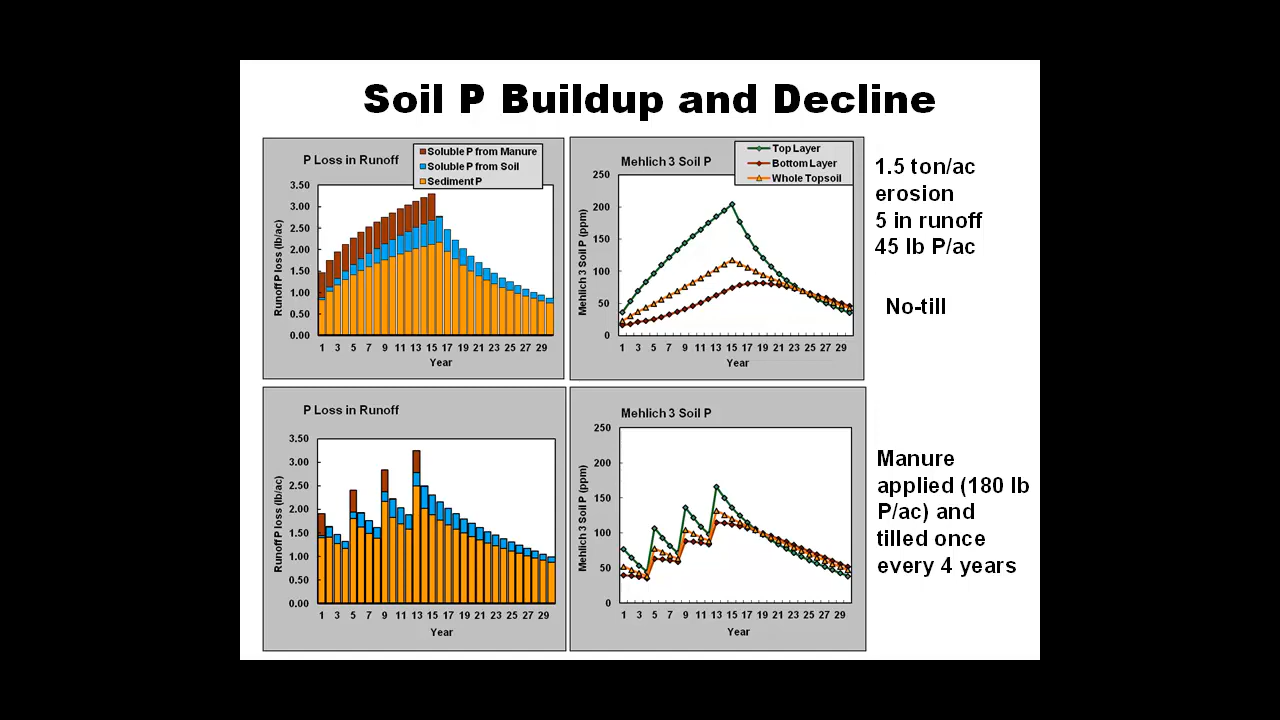 Soil P Buildup and Decline
P Loss in Runoff
Soluble P from Manure
Soluble P from Soil
Sediment P
Runoff P loss (lb/ac)
3.50
3.00
2.50
2.00
1.50
1.00
0.50
0.00
1 3 5 7 9 11 13 15 17 19 21 23 25 27 29
Year
Mehlich 3 Soil P
Top Layer
Bottom Layer
Whole Topsoil
Mehlich 3 Soil P (ppm)
250
200
150
100
50
0
1 3 5 7 9 11 13 15 17 19 21 23 25 27 29
Year
1.5 ton/ac
erosion
5 in runoff
45 lb P/ac
No-till
P Loss in Runoff
Runoff P loss (lb/ac)
3.50
3.00
2.50
2.00
1.50
1.00
0.50
0.00
1 3 5 7 9 11 13 15 17 19 21 23 25 27 29
Year
Mehlich 3 Soil P
Mehlich 3 Soil P (ppm)
250
200
150
100
50
0
1 3 5 7 9 11 13 15 17 19 21 23 25 27 29
Year
Manure
applied (180 lb
P/ac) and
tilled once
every 4 years